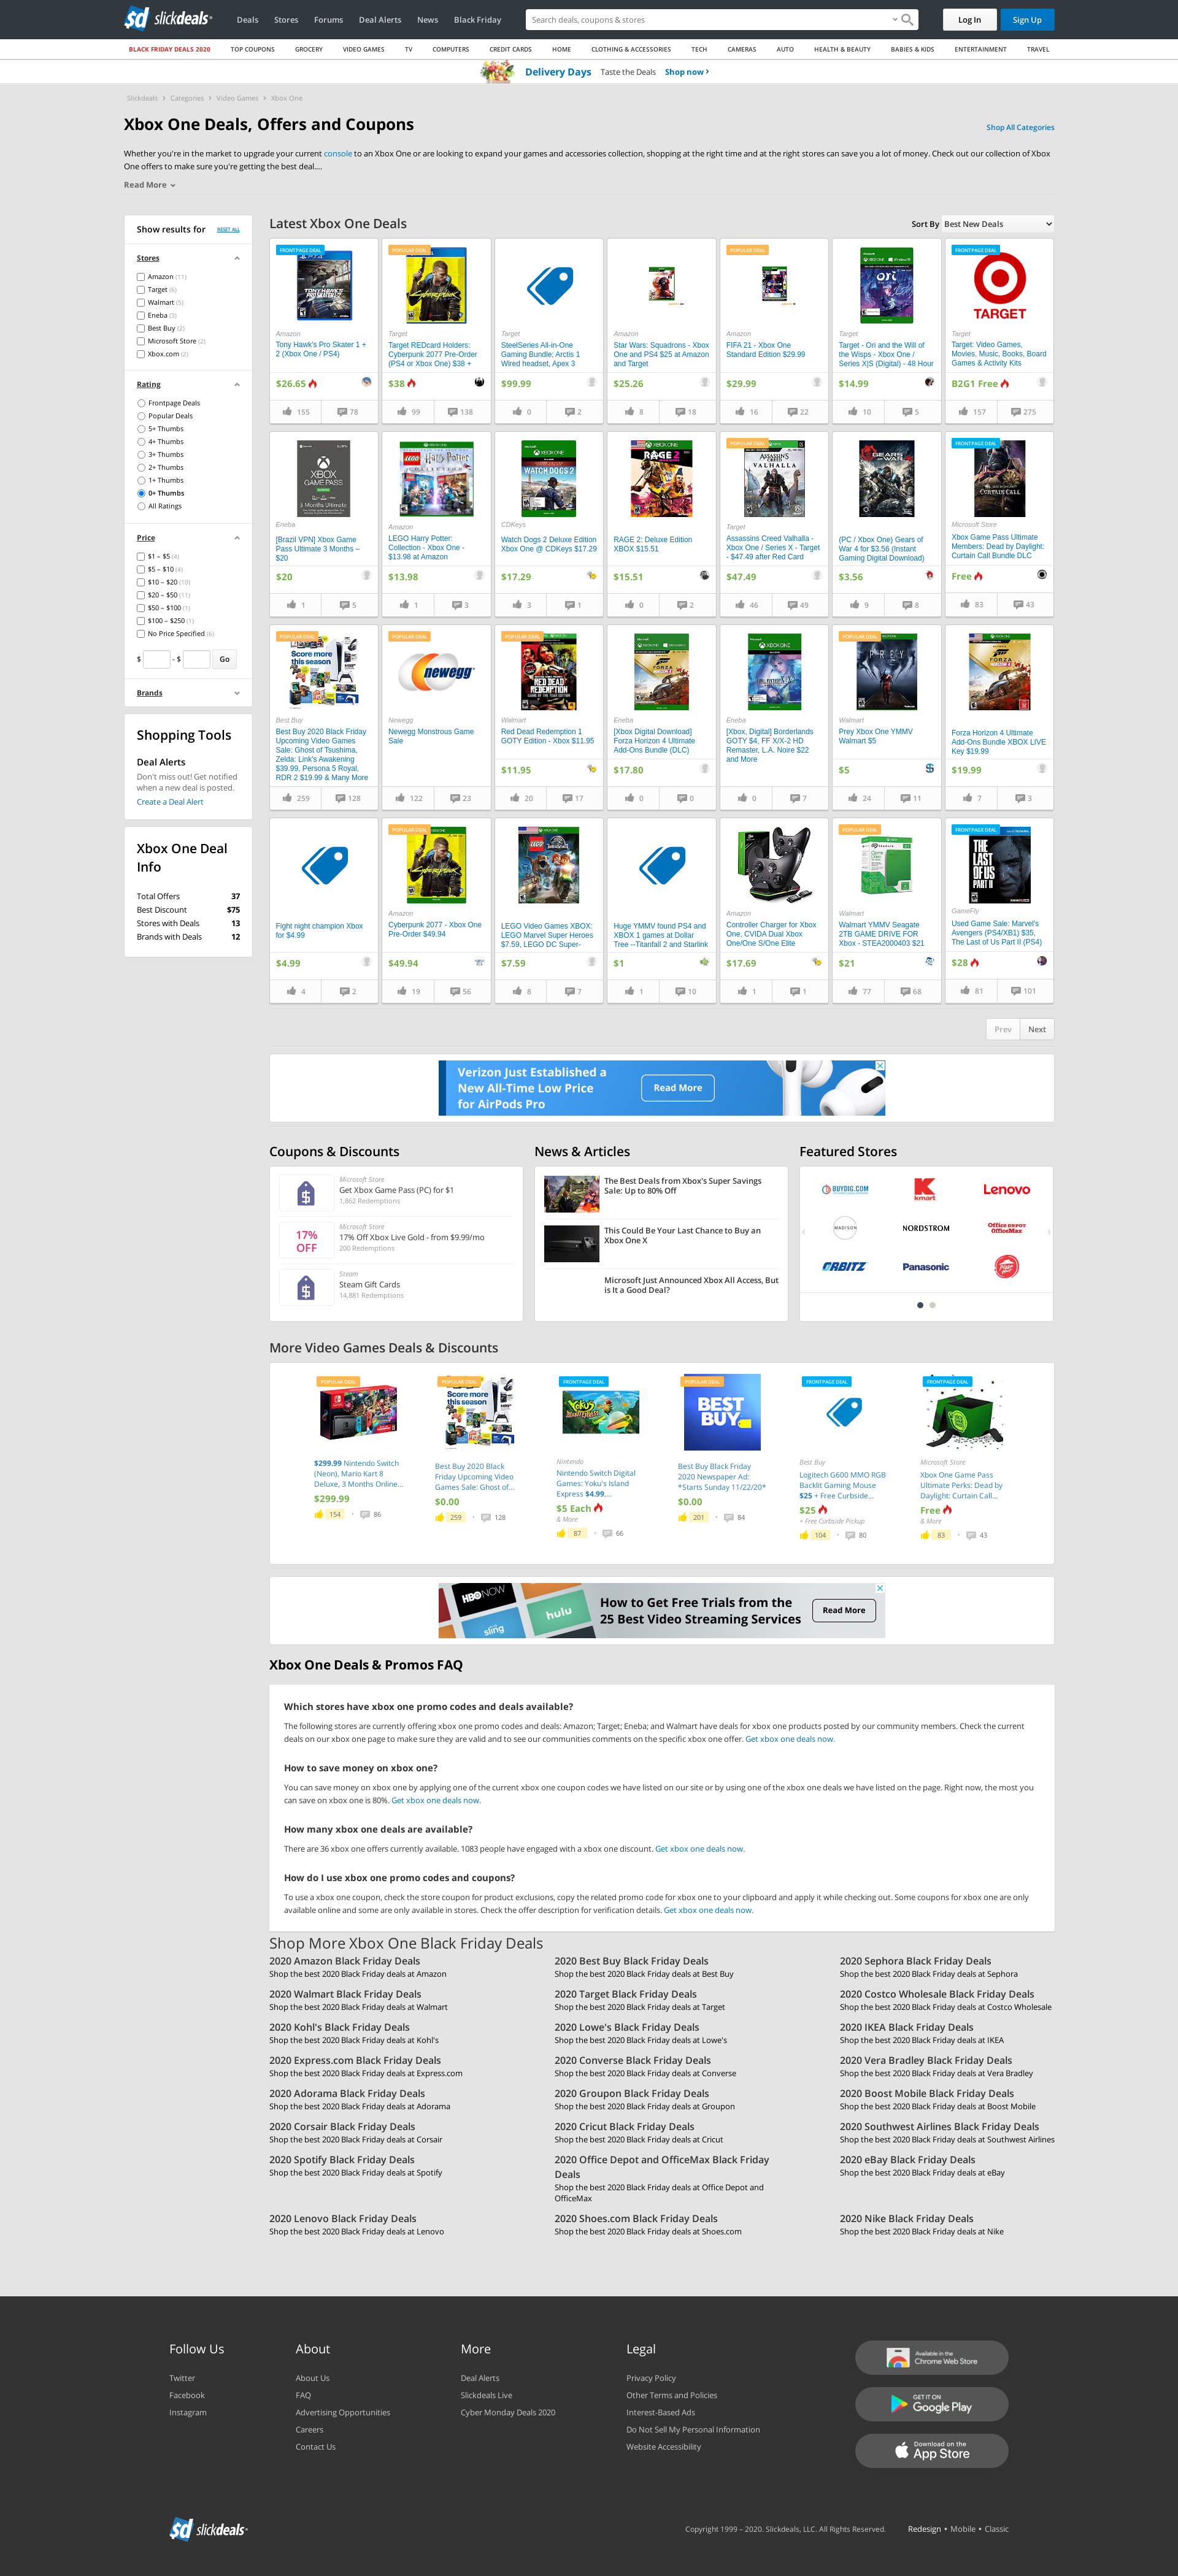 slickdeals
Deals Stores Forums Deal Alerts News Black Friday
Search deals, coupons & stores
Log In
Sign Up
BLACK FRIDAY DEALS 2020 TOP COUPONS GROCERY VIDEO GAMES TV COMPUTERS CREDIT CARDS HOME CLOTHING & ACCESSORIES TECH CAMERAS AUTO HEALTH & BEAUTY BABIES & KIDS ENTERTAINMENT TRAVEL
Delivery Days Taste the Deals Shop now ›
Slickdeals › Categories › Video Games › Xbox One
Xbox One Deals, Offers and Coupons
Shop All Categories
Whether you're in the market to upgrade your current console to an Xbox One or are looking to expand your games and accessories collection, shopping at the right time and at the right stores can save you a lot of money. Check out our collection of Xbox
One offers to make sure you're getting the best deal....
Read More
Show results for RESET ALL
Stores
Amazon (11)
Target (6)
Walmart (5)
Eneba (3)
Best Buy (2)
Microsoft Store (2)
Xbox.com (2)
Rating
Frontpage Deals
Popular Deals
5+ Thumbs
4+ Thumbs
3+ Thumbs
2+ Thumbs
1+ Thumbs
0+ Thumbs
All Ratings
Price
$1 – $5 (4)
$5 – $10 (4)
$10 – $20 (10)
$20 – $50 (11)
$50 – $100 (1)
$100 – $250 (1)
No Price Specified (6)
$ - $ Go
Brands
Shopping Tools
Deal Alerts
Don't miss out! Get notified
when a new deal is posted.
Create a Deal Alert
Xbox One Deal
Info
Total Offers 37
Best Discount $75
Stores with Deals 13
Brands with Deals 12
Latest Xbox One Deals
Sort By Best New Deals
FRONTPAGE DEAL
Amazon
Tony Hawk's Pro Skater 1 +
2 (Xbox One / PS4)
$26.65
155 78
POPULAR DEAL
Target
Target REDcard Holders:
Cyberpunk 2077 Pre-Order
(PS4 or Xbox One) $38 +
$38
99 138
Target
SteelSeries All-in-One
Gaming Bundle; Arctis 1
Wired headset, Apex 3
$99.99
0 2
Amazon
Star Wars: Squadrons - Xbox
One and PS4 $25 at Amazon
and Target
$25.26
8 18
POPULAR DEAL
Amazon
FIFA 21 - Xbox One
Standard Edition $29.99
$29.99
16 22
Target
Target - Ori and the Will of
the Wisps - Xbox One /
Series X|S (Digital) - 48 Hour
$14.99
10 5
FRONTPAGE DEAL
TARGET
Target
Target: Video Games,
Movies, Music, Books, Board
Games & Activity Kits
B2G1 Free
157 275
XBOX
GAME PASS
3 Months Ultimate
Eneba
[Brazil VPN] Xbox Game
Pass Ultimate 3 Months –
$20
$20
1 5
Amazon
LEGO Harry Potter:
Collection - Xbox One -
$13.98 at Amazon
$13.98
1 3
WATCH DOGS 2
CDKeys
Watch Dogs 2 Deluxe Edition
Xbox One @ CDKeys $17.29
$17.29
3 1
RAGE 2
RAGE 2: Deluxe Edition
XBOX $15.51
$15.51
0 2
POPULAR DEAL
VALHALLA
Target
Assassins Creed Valhalla -
Xbox One / Series X - Target
- $47.49 after Red Card
$47.49
46 49
(PC / Xbox One) Gears of
War 4 for $3.56 (Instant
Gaming Digital Download)
$3.56
9 8
FRONTPAGE DEAL
CURTAIN CALL
Microsoft Store
Xbox Game Pass Ultimate
Members: Dead by Daylight:
Curtain Call Bundle DLC
Free
83 43
POPULAR DEAL
Score more
this season
Best Buy
Best Buy 2020 Black Friday
Upcoming Video Games
Sale: Ghost of Tsushima,
Zelda: Link's Awakening
$39.99, Persona 5 Royal,
RDR 2 $19.99 & Many More
259 128
POPULAR DEAL
newegg
Newegg
Newegg Monstrous Game
Sale
122 23
POPULAR DEAL
RED DEAD
REDEMPTION
Walmart
Red Dead Redemption 1
GOTY Edition - Xbox $11.95
$11.95
20 17
Eneba
[Xbox Digital Download]
Forza Horizon 4 Ultimate
Add-Ons Bundle (DLC)
$17.80
0 0
Eneba
[Xbox, Digital] Borderlands
GOTY $4, FF X/X-2 HD
Remaster, L.A. Noire $22
and More
0 7
POPULAR DEAL
PREY
Walmart
Prey Xbox One YMMV
Walmart $5
$5
24 11
Forza Horizon 4 Ultimate
Add-Ons Bundle XBOX LIVE
Key $19.99
$19.99
7 3
Fight night champion Xbox
for $4.99
$4.99
4 2
POPULAR DEAL
Amazon
Cyberpunk 2077 - Xbox One
Pre-Order $49.94
$49.94
19 56
LEGO Video Games XBOX:
LEGO Marvel Super Heroes
$7.59, LEGO DC Super-
$7.59
8 7
Huge YMMV found PS4 and
XBOX 1 games at Dollar
Tree --Titanfall 2 and Starlink
$1
1 10
Amazon
Controller Charger for Xbox
One, CVIDA Dual Xbox
One/One S/One Elite
$17.69
1 1
POPULAR DEAL
Walmart
Walmart YMMV Seagate
2TB GAME DRIVE FOR
Xbox - STEA2000403 $21
$21
77 68
FRONTPAGE DEAL
THE LAST
OF US
PART II
GameFly
Used Game Sale: Marvel's
Avengers (PS4/XB1) $35,
The Last of Us Part II (PS4)
$28
81 101
Prev Next
Verizon Just Established a
New All-Time Low Price
for AirPods Pro
Read More
Coupons & Discounts
Microsoft Store
Get Xbox Game Pass (PC) for $1
1,862 Redemptions
17%
OFF
Microsoft Store
17% Off Xbox Live Gold - from $9.99/mo
200 Redemptions
Steam
Steam Gift Cards
14,881 Redemptions
News & Articles
The Best Deals from Xbox's Super Savings
Sale: Up to 80% Off
This Could Be Your Last Chance to Buy an
Xbox One X
Microsoft Just Announced Xbox All Access, But
is It a Good Deal?
Featured Stores
BUYDIG.COM
kmart
Lenovo
MADISON
NORDSTROM
Office DEPOT
OfficeMax
ORBITZ
Panasonic
More Video Games Deals & Discounts
POPULAR DEAL
$299.99 Nintendo Switch
(Neon), Mario Kart 8
Deluxe, 3 Months Online...
$299.99
154 • 86
POPULAR DEAL
Score more
this season
Best Buy 2020 Black
Friday Upcoming Video
Games Sale: Ghost of...
$0.00
259 • 128
FRONTPAGE DEAL
Nintendo
Nintendo Switch Digital
Games: Yoku's Island
Express $4.99,...
$5 Each
& More
87 • 66
POPULAR DEAL
BEST
BUY
Best Buy Black Friday
2020 Newspaper Ad:
*Starts Sunday 11/22/20*
$0.00
201 • 84
FRONTPAGE DEAL
Best Buy
Logitech G600 MMO RGB
Backlit Gaming Mouse
$25 + Free Curbside...
$25
+ Free Curbside Pickup
104 • 80
FRONTPAGE DEAL
Microsoft Store
Xbox One Game Pass
Ultimate Perks: Dead by
Daylight: Curtain Call...
Free
& More
83 • 43
HBO NOW
hulu
sling
How to Get Free Trials from the
25 Best Video Streaming Services
Read More
Xbox One Deals & Promos FAQ
Which stores have xbox one promo codes and deals available?
The following stores are currently offering xbox one promo codes and deals: Amazon; Target; Eneba; and Walmart have deals for xbox one products posted by our community members. Check the current
deals on our xbox one page to make sure they are valid and to see our communities comments on the specific xbox one offer. Get xbox one deals now.
How to save money on xbox one?
You can save money on xbox one by applying one of the current xbox one coupon codes we have listed on our site or by using one of the xbox one deals we have listed on the page. Right now, the most you
can save on xbox one is 80%. Get xbox one deals now.
How many xbox one deals are available?
There are 36 xbox one offers currently available. 1083 people have engaged with a xbox one discount. Get xbox one deals now.
How do I use xbox one promo codes and coupons?
To use a xbox one coupon, check the store coupon for product exclusions, copy the related promo code for xbox one to your clipboard and apply it while checking out. Some coupons for xbox one are only
available online and some are only available in stores. Check the offer description for verification details. Get xbox one deals now.
Shop More Xbox One Black Friday Deals
2020 Amazon Black Friday Deals
Shop the best 2020 Black Friday deals at Amazon
2020 Best Buy Black Friday Deals
Shop the best 2020 Black Friday deals at Best Buy
2020 Sephora Black Friday Deals
Shop the best 2020 Black Friday deals at Sephora
2020 Walmart Black Friday Deals
Shop the best 2020 Black Friday deals at Walmart
2020 Target Black Friday Deals
Shop the best 2020 Black Friday deals at Target
2020 Costco Wholesale Black Friday Deals
Shop the best 2020 Black Friday deals at Costco Wholesale
2020 Kohl's Black Friday Deals
Shop the best 2020 Black Friday deals at Kohl's
2020 Lowe's Black Friday Deals
Shop the best 2020 Black Friday deals at Lowe's
2020 IKEA Black Friday Deals
Shop the best 2020 Black Friday deals at IKEA
2020 Express.com Black Friday Deals
Shop the best 2020 Black Friday deals at Express.com
2020 Converse Black Friday Deals
Shop the best 2020 Black Friday deals at Converse
2020 Vera Bradley Black Friday Deals
Shop the best 2020 Black Friday deals at Vera Bradley
2020 Adorama Black Friday Deals
Shop the best 2020 Black Friday deals at Adorama
2020 Groupon Black Friday Deals
Shop the best 2020 Black Friday deals at Groupon
2020 Boost Mobile Black Friday Deals
Shop the best 2020 Black Friday deals at Boost Mobile
2020 Corsair Black Friday Deals
Shop the best 2020 Black Friday deals at Corsair
2020 Cricut Black Friday Deals
Shop the best 2020 Black Friday deals at Cricut
2020 Southwest Airlines Black Friday Deals
Shop the best 2020 Black Friday deals at Southwest Airlines
2020 Spotify Black Friday Deals
Shop the best 2020 Black Friday deals at Spotify
2020 Office Depot and OfficeMax Black Friday
Deals
Shop the best 2020 Black Friday deals at Office Depot and
OfficeMax
2020 eBay Black Friday Deals
Shop the best 2020 Black Friday deals at eBay
2020 Lenovo Black Friday Deals
Shop the best 2020 Black Friday deals at Lenovo
2020 Shoes.com Black Friday Deals
Shop the best 2020 Black Friday deals at Shoes.com
2020 Nike Black Friday Deals
Shop the best 2020 Black Friday deals at Nike
Follow Us
Twitter
Facebook
Instagram
About
About Us
FAQ
Advertising Opportunities
Careers
Contact Us
More
Deal Alerts
Slickdeals Live
Cyber Monday Deals 2020
Legal
Privacy Policy
Other Terms and Policies
Interest-Based Ads
Do Not Sell My Personal Information
Website Accessibility
Available in the
Chrome Web Store
GET IT ON
Google Play
Download on the
App Store
slickdeals
Copyright 1999 – 2020. Slickdeals, LLC. All Rights Reserved. Redesign • Mobile • Classic